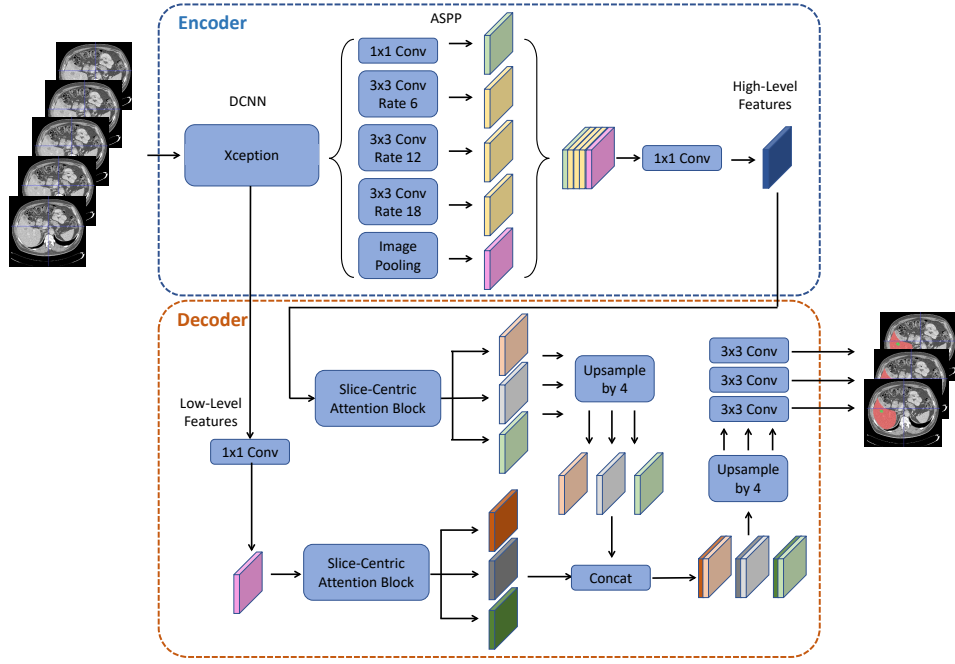 Encoder
ASPP
DCNN
Xception
1x1 Conv
3x3 Conv
Rate 6
3x3 Conv
Rate 12
3x3 Conv
Rate 18
Image
Pooling
1x1 Conv
High-Level
Features
Decoder
Low-Level
Features
1x1 Conv
Slice-Centric
Attention Block
Upsample
by 4
Slice-Centric
Attention Block
Concat
Upsample
by 4
3x3 Conv
3x3 Conv
3x3 Conv